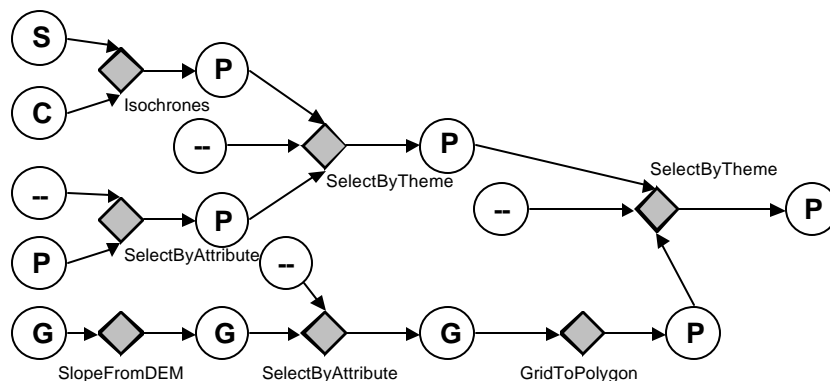 S
P
C
Isochrones
--
P
SelectByTheme
SelectByTheme
--
P
SelectByAttribute
P
--
--
P
G
SlopeFromDEM
G
SelectByAttribute
G
GridToPolygon
P